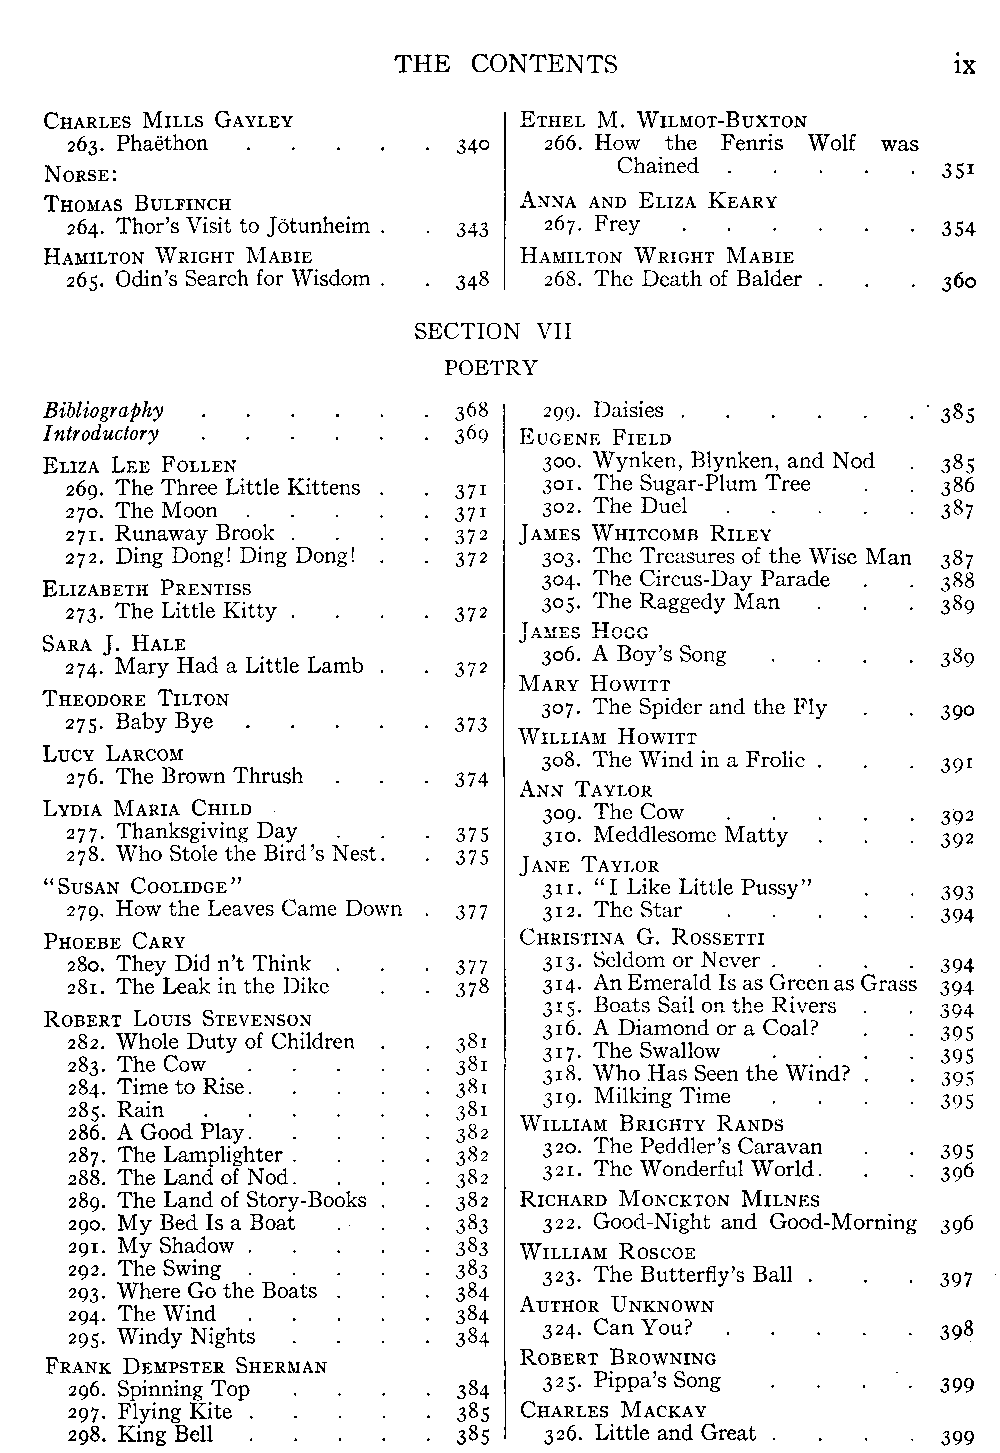 THE CONTENTS ix
CHARLES MILLS GAYLEY
263. Phaëthon . . . . . 340
NORSE:
THOMAS BULFINCH
264. Thor's Visit to Jötunheim . . 343
HAMILTON WRIGHT MABIE
265. Odin's Search for Wisdom . . 348
ETHEL M. WILMOT-BUXTON
266. How the Fenris Wolf was
Chained . . . . . 351
ANNA AND ELIZA KEARY
267. Frey . . . . . . 354
HAMILTON WRIGHT MABIE
268. The Death of Balder . . . 360
SECTION VII
POETRY
Bibliography . . . . . . 368
Introductory . . . . . . 369
ELIZA LEE FOLLEN
269. The Three Little Kittens . . 371
270. The Moon . . . . . 371
271. Runaway Brook . . . . 372
272. Ding Dong! Ding Dong! . . 372
ELIZABETH PRENTISS
273. The Little Kitty . . . . 372
SARA J. HALE
274. Mary Had a Little Lamb . . 372
THEODORE TILTON
275. Baby Bye . . . . . 373
LUCY LARCOM
276. The Brown Thrush . . . 374
LYDIA MARIA CHILD
277. Thanksgiving Day . . . 375
278. Who Stole the Bird's Nest . . 375
"SUSAN COOLIDGE"
279. How the Leaves Came Down . 377
PHOEBE CARY
280. They Did n't Think . . . 377
281. The Leak in the Dike . . 378
ROBERT LOUIS STEVENSON
282. Whole Duty of Children . . 381
283. The Cow . . . . . 381
284. Time to Rise . . . . . 381
285. Rain . . . . . . 381
286. A Good Play . . . . . 382
287. The Lamplighter . . . . 382
288. The Land of Nod . . . . 382
289. The Land of Story-Books . . 382
290. My Bed Is a Boat . . . 383
291. My Shadow . . . . . 383
292. The Swing . . . . . 383
293. Where Go the Boats . . . 384
294. The Wind . . . . . 384
295. Windy Nights . . . . 384
FRANK DEMPSTER SHERMAN
296. Spinning Top . . . . 384
297. Flying Kite . . . . . 385
298. King Bell . . . . . 385
299. Daisies . . . . . . 385
EUGENE FIELD
300. Wynken, Blynken, and Nod . 385
301. The Sugar-Plum Tree . . 386
302. The Duel . . . . . 387
JAMES WHITCOMB RILEY
303. The Treasures of the Wise Man 387
304. The Circus-Day Parade . . 388
305. The Raggedy Man . . . 389
JAMES HOGG
306. A Boy's Song . . . . 389
MARY HOWITT
307. The Spider and the Fly . . 390
WILLIAM HOWITT
308. The Wind in a Frolic . . . 391
ANN TAYLOR
309. The Cow . . . . . 392
310. Meddlesome Matty . . . 392
JANE TAYLOR
311. "I Like Little Pussy" . . 393
312. The Star . . . . . 394
CHRISTINA G. ROSSETTI
313. Seldom or Never . . . . 394
314. An Emerald Is as Green as Grass 394
315. Boats Sail on the Rivers . . 394
316. A Diamond or a Coal? . . 395
317. The Swallow . . . . 395
318. Who Has Seen the Wind? . . 395
319. Milking Time . . . . 395
WILLIAM BRIGHTY RANDS
320. The Peddler's Caravan . . 395
321. The Wonderful World . . . 396
RICHARD MONCKTON MILNES
322. Good-Night and Good-Morning 396
WILLIAM ROSCOE
323. The Butterfly's Ball . . . 397
AUTHOR UNKNOWN
324. Can You? . . . . . 398
ROBERT BROWNING
325. Pippa's Song . . . . 399
CHARLES MACKAY
326. Little and Great . . . . 399